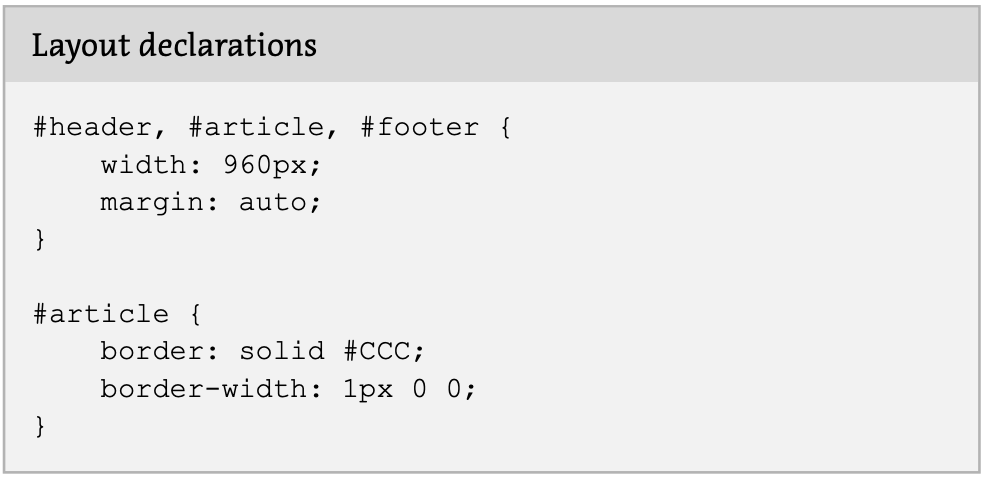 Layout declarations
#header, #article, #footer {
    width: 960px;
    margin: auto;
}
#article {
    border: solid #CCC;
    border-width: 1px 0 0;
}